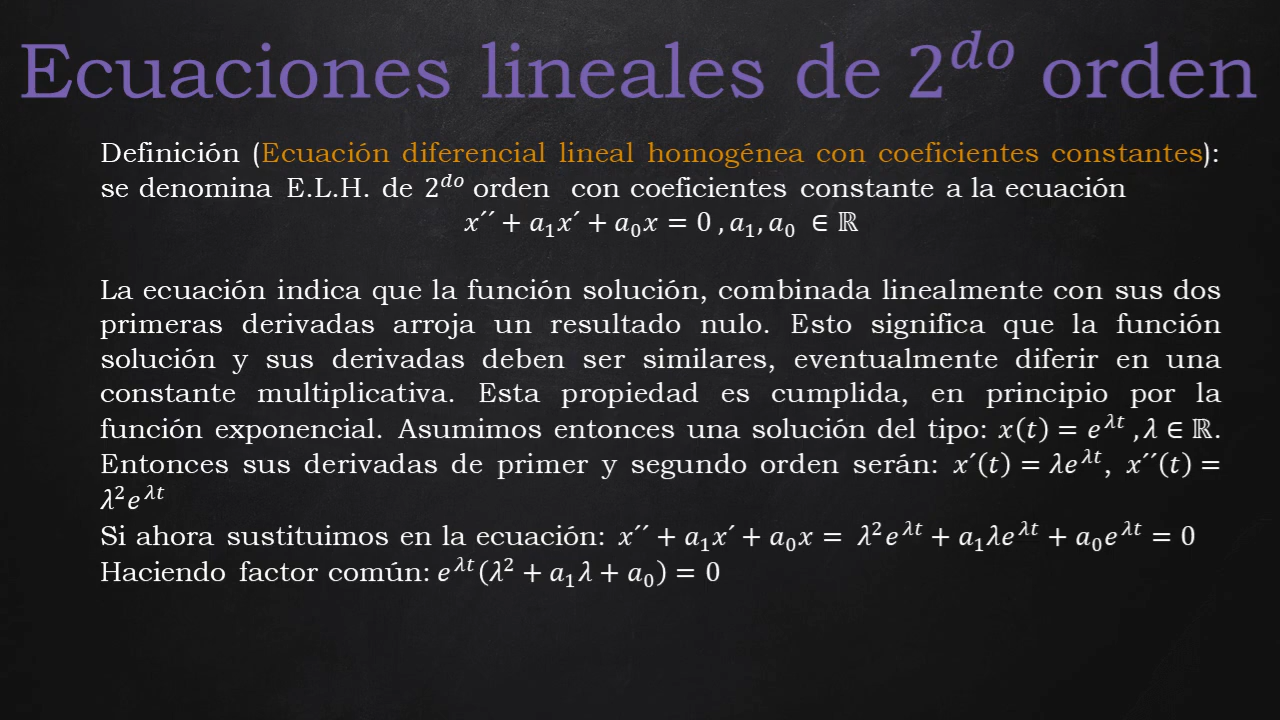 Ecuaciones lineales de 2ᵈᵒ orden
Definición (Ecuación diferencial lineal homogénea con coeficientes constantes):
se denomina E.L.H. de 2ᵈᵒ orden con coeficientes constante a la ecuación
x´´ + a₁x´ + a₀x = 0 , a₁, a₀ ∈ ℝ
La ecuación indica que la función solución, combinada linealmente con sus dos
primeras derivadas arroja un resultado nulo. Esto significa que la función
solución y sus derivadas deben ser similares, eventualmente diferir en una
constante multiplicativa. Esta propiedad es cumplida, en principio por la
función exponencial. Asumimos entonces una solución del tipo: x(t) = e^{λt} , λ ∈ ℝ.
Entonces sus derivadas de primer y segundo orden serán: x´(t) = λe^{λt}, x´´(t) =
λ²e^{λt}
Si ahora sustituimos en la ecuación: x´´ + a₁x´ + a₀x = λ²e^{λt} + a₁λe^{λt} + a₀e^{λt} = 0
Haciendo factor común: e^{λt}(λ² + a₁λ + a₀) = 0